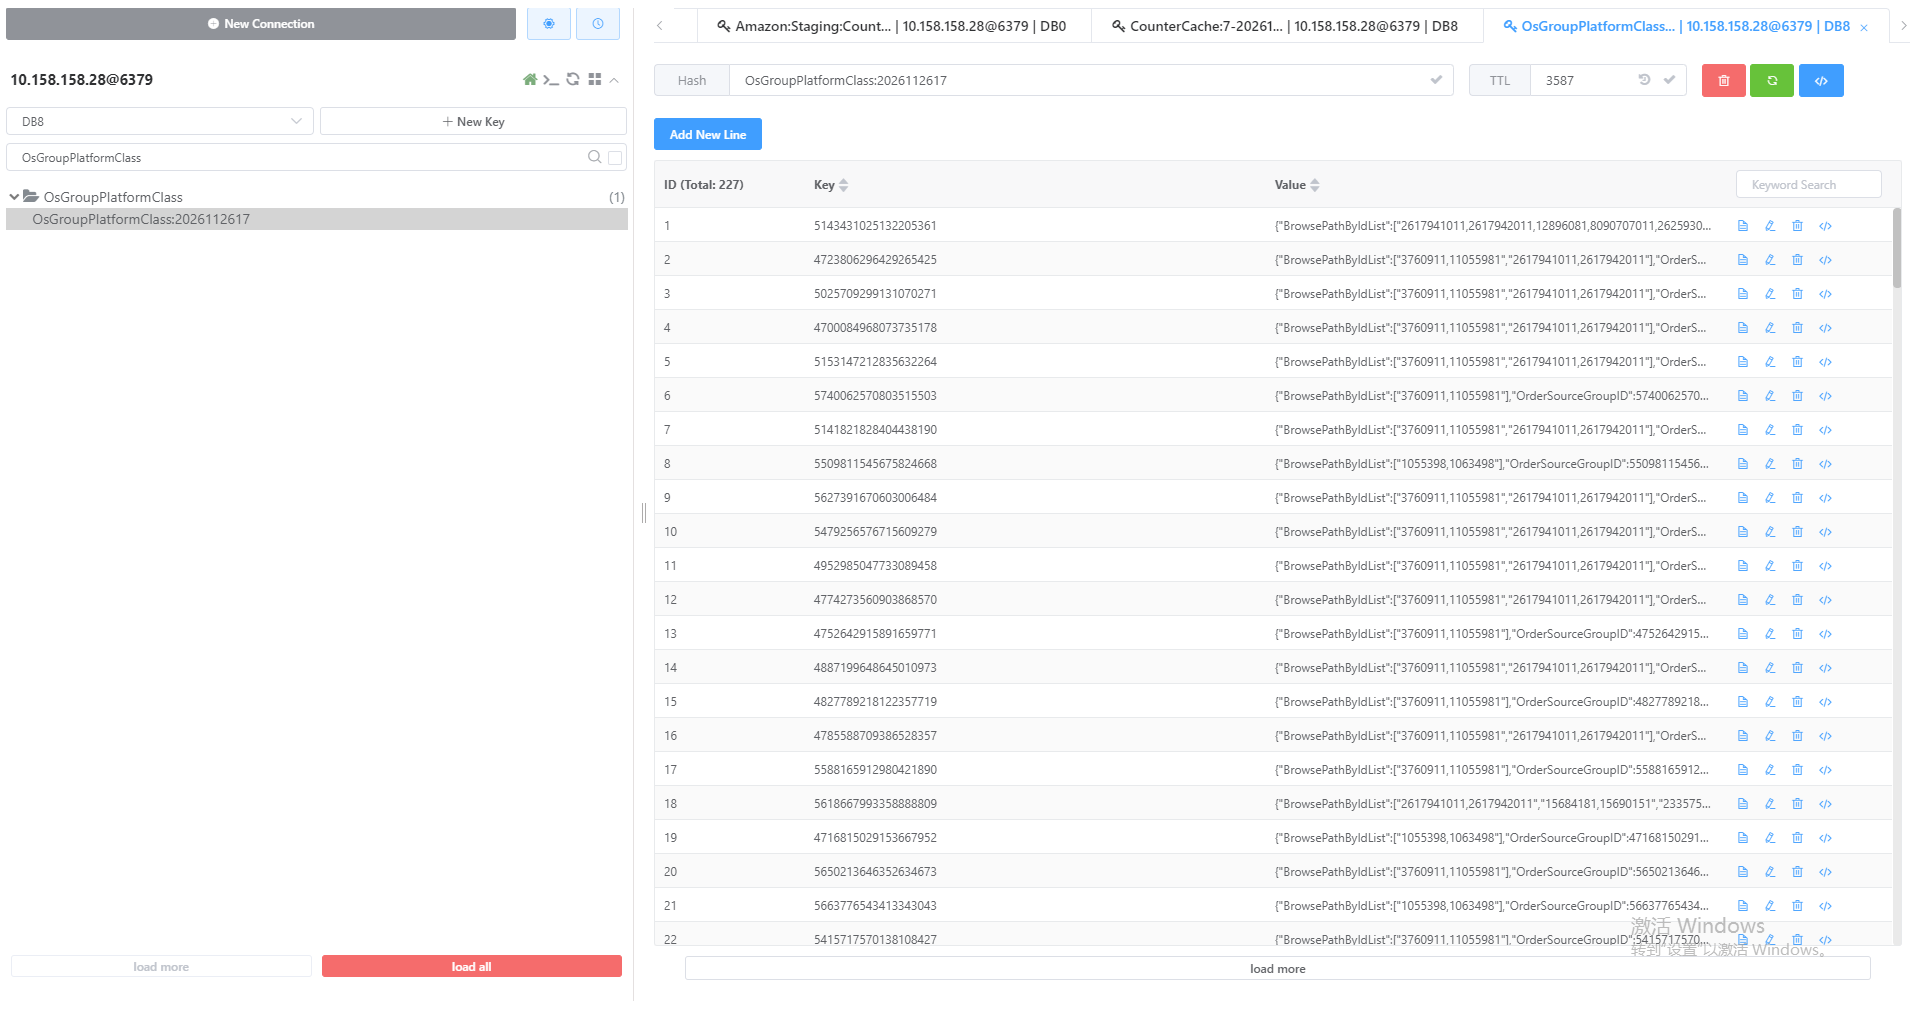 New Connection
10.158.158.28@6379
DB8
New Key
OsGroupPlatformClass
OsGroupPlatformClass (1)
OsGroupPlatformClass:2026112617
load more
load all
Amazon:Staging:Count... | 10.158.158.28@6379 | DB0
CounterCache:7-20261... | 10.158.158.28@6379 | DB8
OsGroupPlatformClass... | 10.158.158.28@6379 | DB8
Hash OsGroupPlatformClass:2026112617
TTL 3587
Add New Line
ID (Total: 227) Key Value Keyword Search
1 5143431025132205361 {"BrowsePathByIdList":["2617941011,2617942011,12896081,8090707011,2625930...
2 4723806296429265425 {"BrowsePathByIdList":["3760911,11055981","2617941011,2617942011"],"OrderS...
3 5025709299131070271 {"BrowsePathByIdList":["3760911,11055981","2617941011,2617942011"],"OrderS...
4 4700084968073735178 {"BrowsePathByIdList":["3760911,11055981","2617941011,2617942011"],"OrderS...
5 5153147212835632264 {"BrowsePathByIdList":["3760911,11055981","2617941011,2617942011"],"OrderS...
6 5740062570803515503 {"BrowsePathByIdList":["3760911,11055981"],"OrderSourceGroupID":5740062570...
7 5141821828404438190 {"BrowsePathByIdList":["3760911,11055981","2617941011,2617942011"],"OrderS...
8 5509811545675824668 {"BrowsePathByIdList":["1055398,1063498"],"OrderSourceGroupID":55098115456...
9 5627391670603006484 {"BrowsePathByIdList":["3760911,11055981","2617941011,2617942011"],"OrderS...
10 5479256576715609279 {"BrowsePathByIdList":["3760911,11055981","2617941011,2617942011"],"OrderS...
11 4952985047733089458 {"BrowsePathByIdList":["3760911,11055981","2617941011,2617942011"],"OrderS...
12 4774273560903868570 {"BrowsePathByIdList":["3760911,11055981","2617941011,2617942011"],"OrderS...
13 4752642915891659771 {"BrowsePathByIdList":["3760911,11055981"],"OrderSourceGroupID":4752642915...
14 4887199648645010973 {"BrowsePathByIdList":["3760911,11055981","2617941011,2617942011"],"OrderS...
15 4827789218122357719 {"BrowsePathByIdList":["3760911,11055981"],"OrderSourceGroupID":4827789218...
16 4785588709386528357 {"BrowsePathByIdList":["3760911,11055981","2617941011,2617942011"],"OrderS...
17 5588165912980421890 {"BrowsePathByIdList":["3760911,11055981"],"OrderSourceGroupID":5588165912...
18 5618667993358888809 {"BrowsePathByIdList":["2617941011,2617942011","15684181,15690151","233575...
19 4716815029153667952 {"BrowsePathByIdList":["1055398,1063498"],"OrderSourceGroupID":47168150291...
20 5650213646352634673 {"BrowsePathByIdList":["3760911,11055981"],"OrderSourceGroupID":5650213646...
21 5663776543413343043 {"BrowsePathByIdList":["1055398,1063498"],"OrderSourceGroupID":56637765434...
22 5415717570138108427 {"BrowsePathByIdList":["3760911,11055981"],"OrderSourceGroupID":5415717570...
激活 Windows
转到"设置"以激活 Windows。
load more